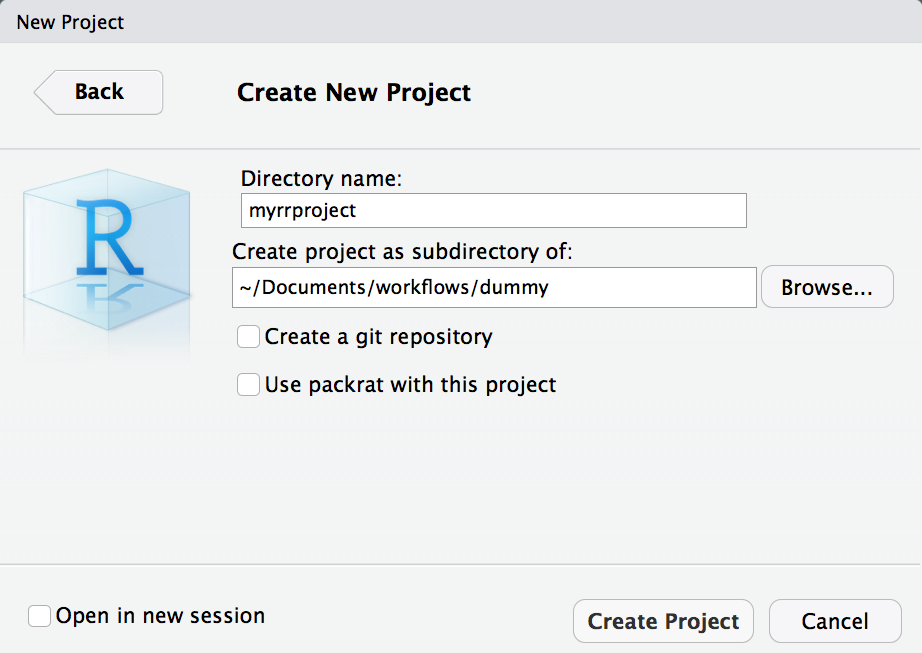 New Project
Back
Create New Project
R
Directory name:
myrrproject
Create project as subdirectory of:
~/Documents/workflows/dummy
Browse...
Create a git repository
Use packrat with this project
Open in new session
Create Project
Cancel